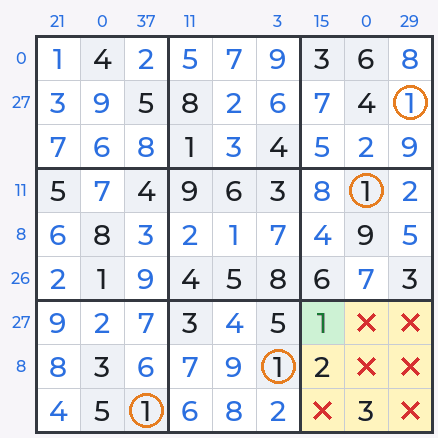 21 0 37 11 3 15 0 29
0 1 4 2 5 7 9 3 6 8
27 3 9 5 8 2 6 7 4 1
7 6 8 1 3 4 5 2 9
11 5 7 4 9 6 3 8 1 2
8 6 8 3 2 1 7 4 9 5
26 2 1 9 4 5 8 6 7 3
27 9 2 7 3 4 5 1
8 8 3 6 7 9 1 2
4 5 1 6 8 2 3